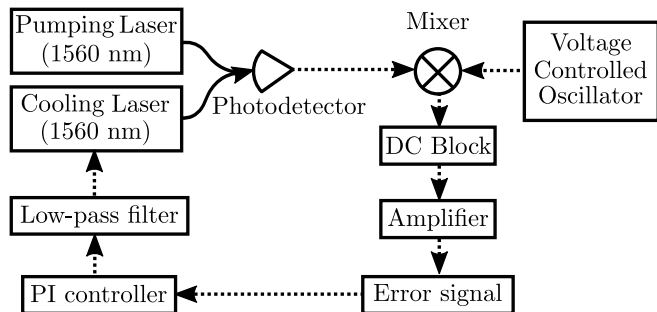 Pumping Laser
(1560 nm)
Cooling Laser
(1560 nm)
Photodetector
Mixer
Voltage
Controlled
Oscillator
DC Block
Amplifier
Error signal
PI controller
Low-pass filter